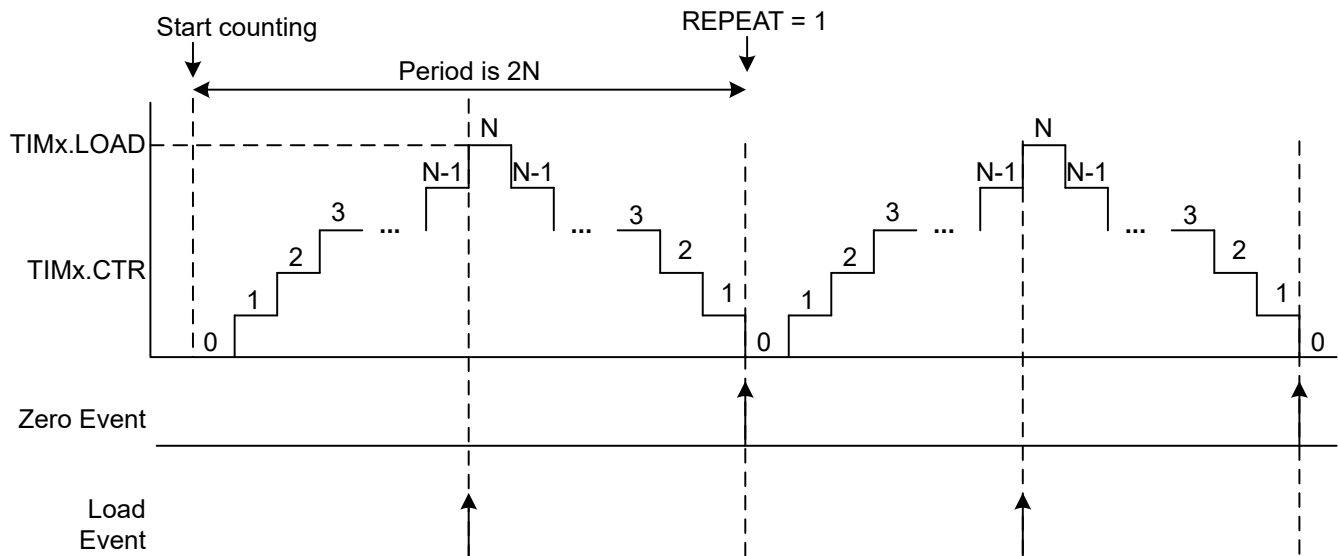 Start counting
REPEAT = 1
Period is 2N
TIMx.LOAD
N
N
N-1
N-1
N-1
N-1
3
...
...
3
3
...
...
3
TIMx.CTR
2
2
2
2
1
1
1
1
0
0
0
Zero Event
Load
Event